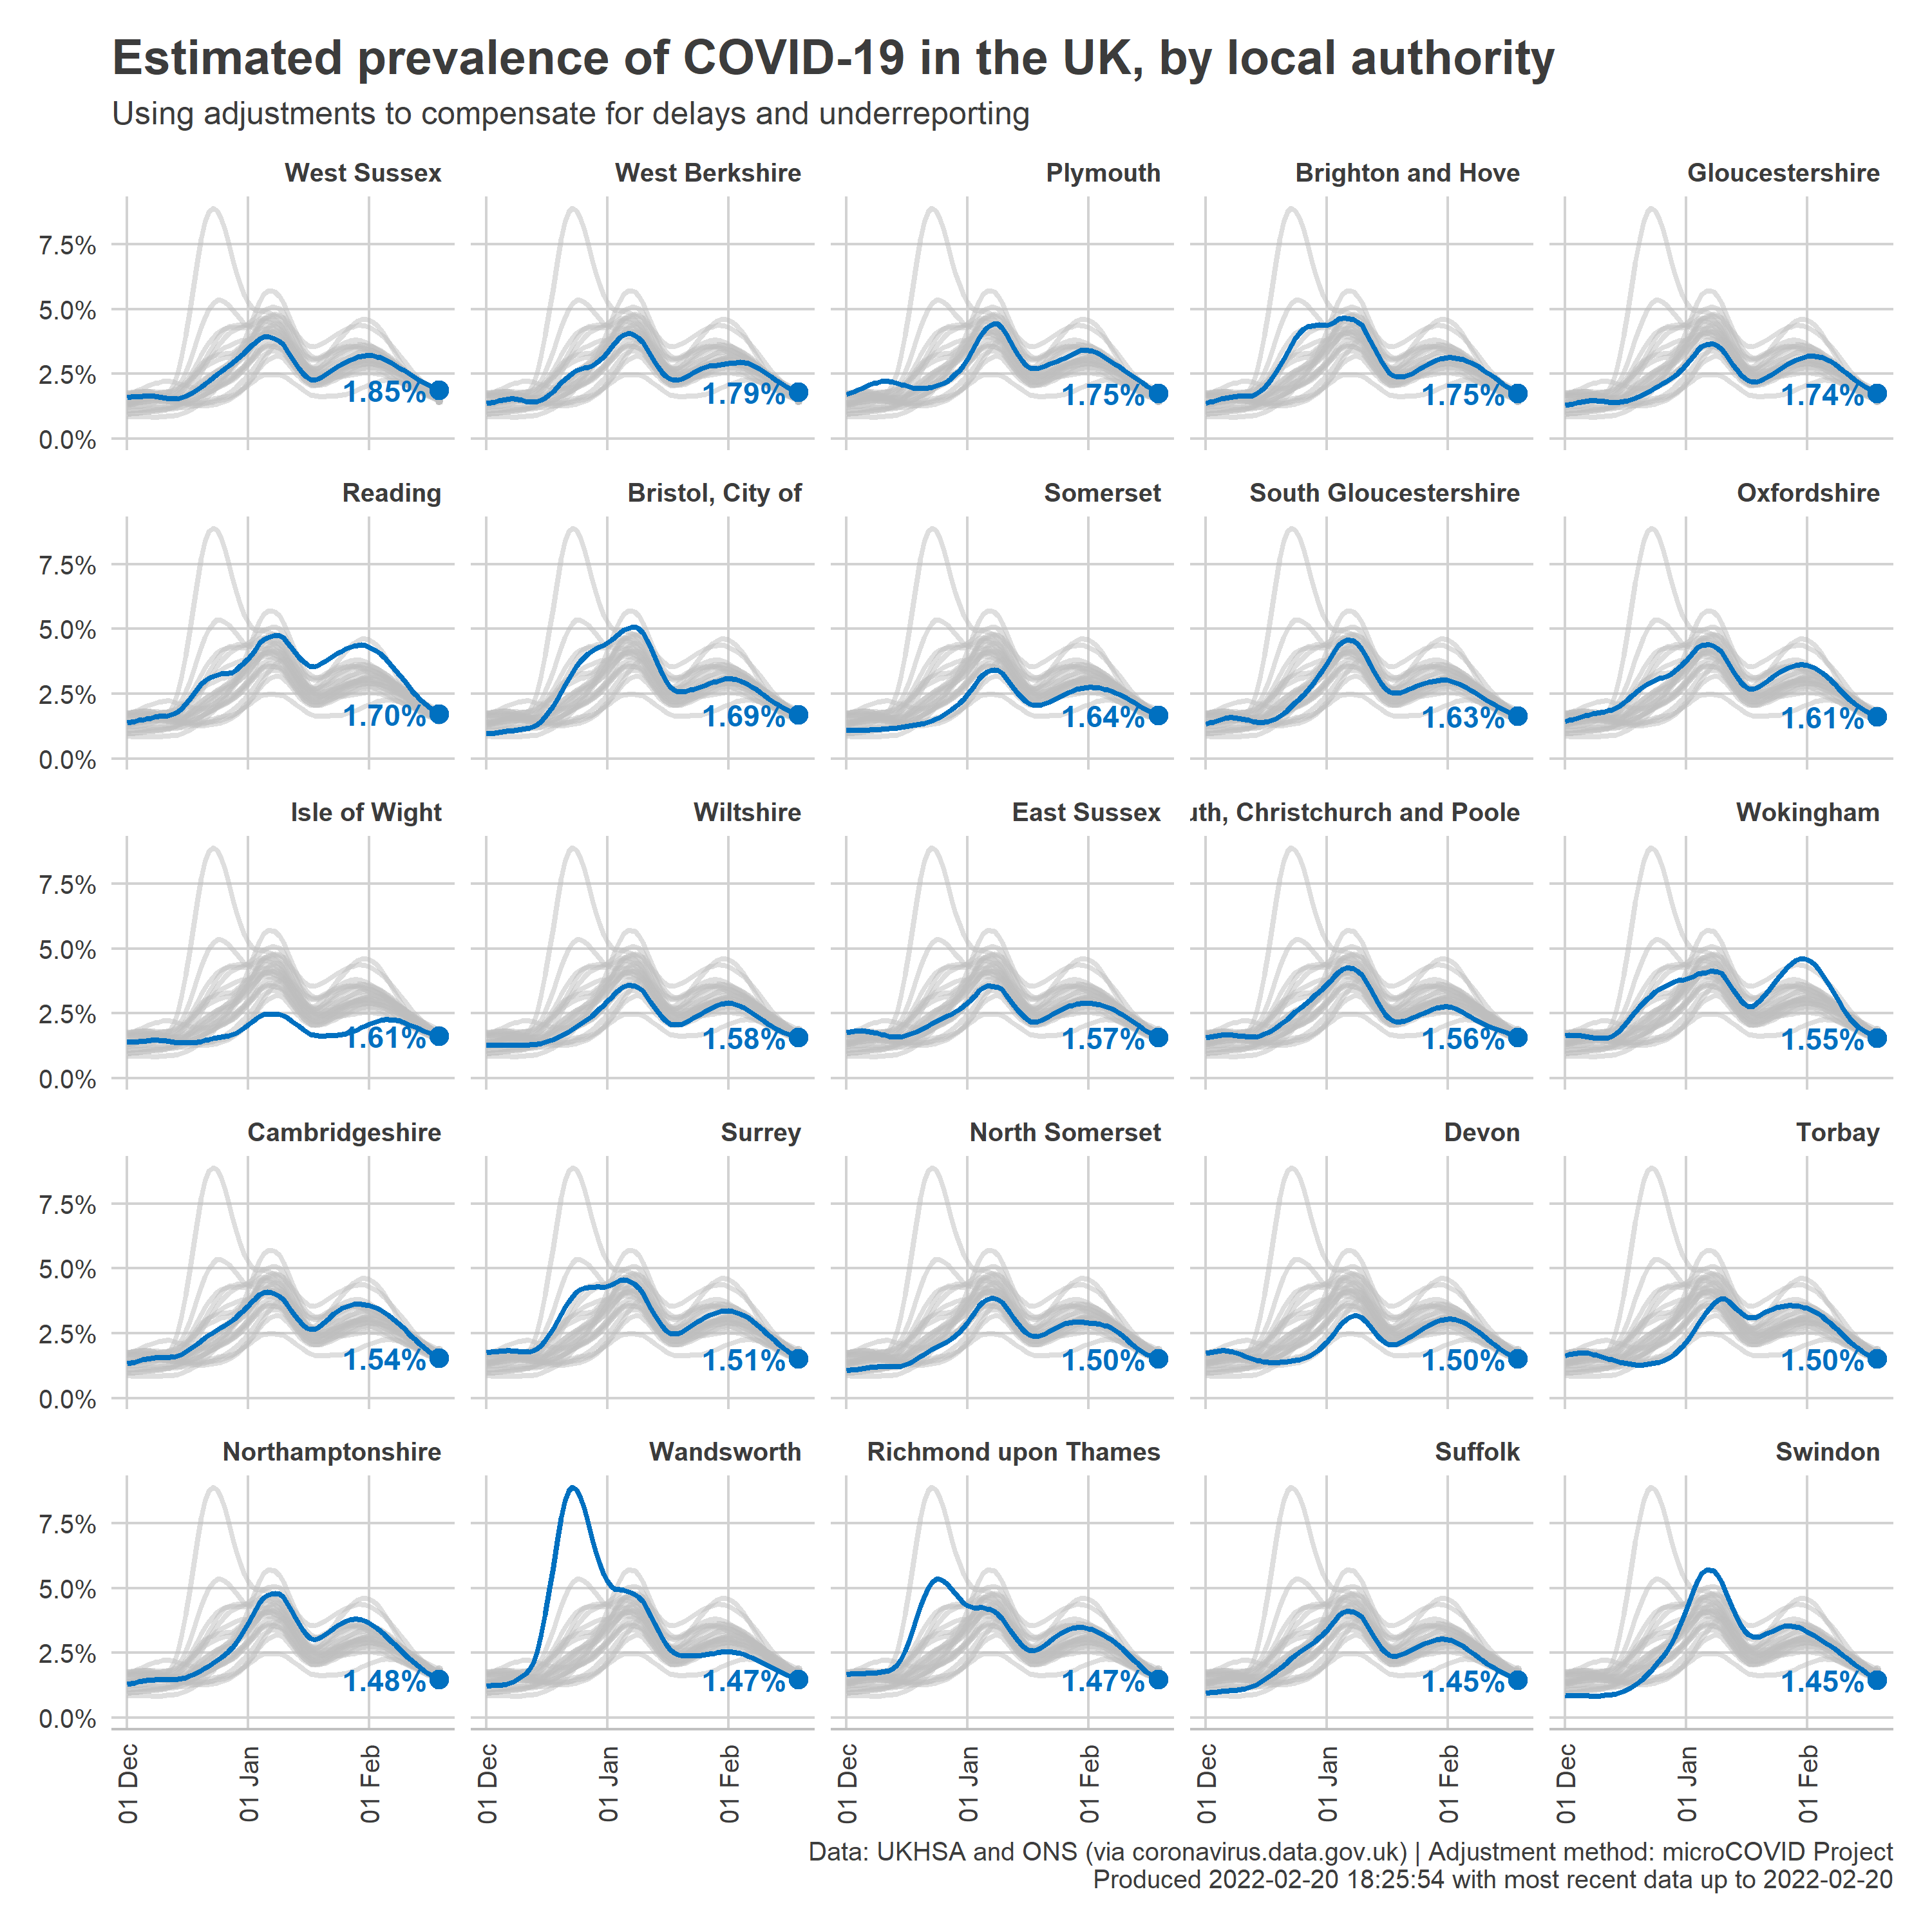 Estimated prevalence of COVID-19 in the UK, by local authority
Using adjustments to compensate for delays and underreporting
West Sussex West Berkshire Plymouth Brighton and Hove Gloucestershire
7.5%
5.0%
2.5%
1.85% 1.79% 1.75% 1.75% 1.74%
0.0%
Reading Bristol, City of Somerset South Gloucestershire Oxfordshire
7.5%
5.0%
2.5%
1.70% 1.69% 1.64% 1.63% 1.61%
0.0%
Isle of Wight Wiltshire East Sussex uth, Christchurch and Poole Wokingham
7.5%
5.0%
2.5%
1.61% 1.58% 1.57% 1.56% 1.55%
0.0%
Cambridgeshire Surrey North Somerset Devon Torbay
7.5%
5.0%
2.5%
1.54% 1.51% 1.50% 1.50% 1.50%
0.0%
Northamptonshire Wandsworth Richmond upon Thames Suffolk Swindon
7.5%
5.0%
2.5%
1.48% 1.47% 1.47% 1.45% 1.45%
0.0%
01 Dec 01 Jan 01 Feb 01 Dec 01 Jan 01 Feb 01 Dec 01 Jan 01 Feb 01 Dec 01 Jan 01 Feb 01 Dec 01 Jan 01 Feb
Data: UKHSA and ONS (via coronavirus.data.gov.uk) | Adjustment method: microCOVID Project
Produced 2022-02-20 18:25:54 with most recent data up to 2022-02-20